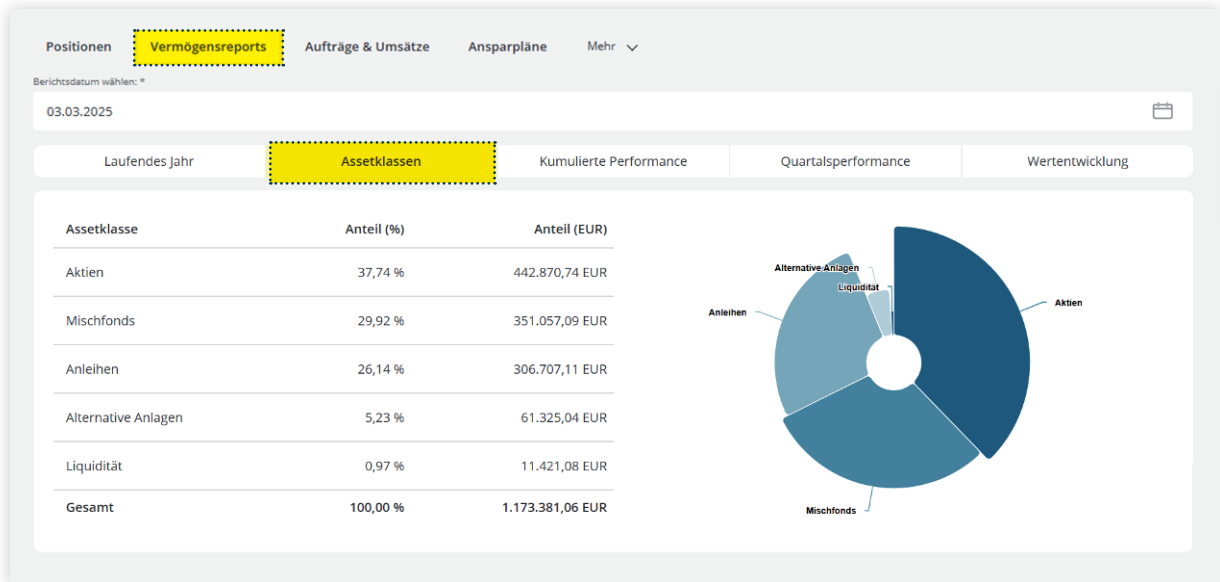 Positionen Vermögensreports Aufträge & Umsätze Ansparpläne Mehr
Berichtsdatum wählen: *
03.03.2025
Laufendes Jahr Assetklassen Kumulierte Performance Quartalsperformance Wertentwicklung
Assetklasse Anteil (%) Anteil (EUR)
Aktien 37,74 % 442.870,74 EUR
Mischfonds 29,92 % 351.057,09 EUR
Anleihen 26,14 % 306.707,11 EUR
Alternative Anlagen 5,23 % 61.325,04 EUR
Liquidität 0,97 % 11.421,08 EUR
Gesamt 100,00 % 1.173.381,06 EUR
Alternative Anlagen
Liquidität
Aktien
Anleihen
Mischfonds